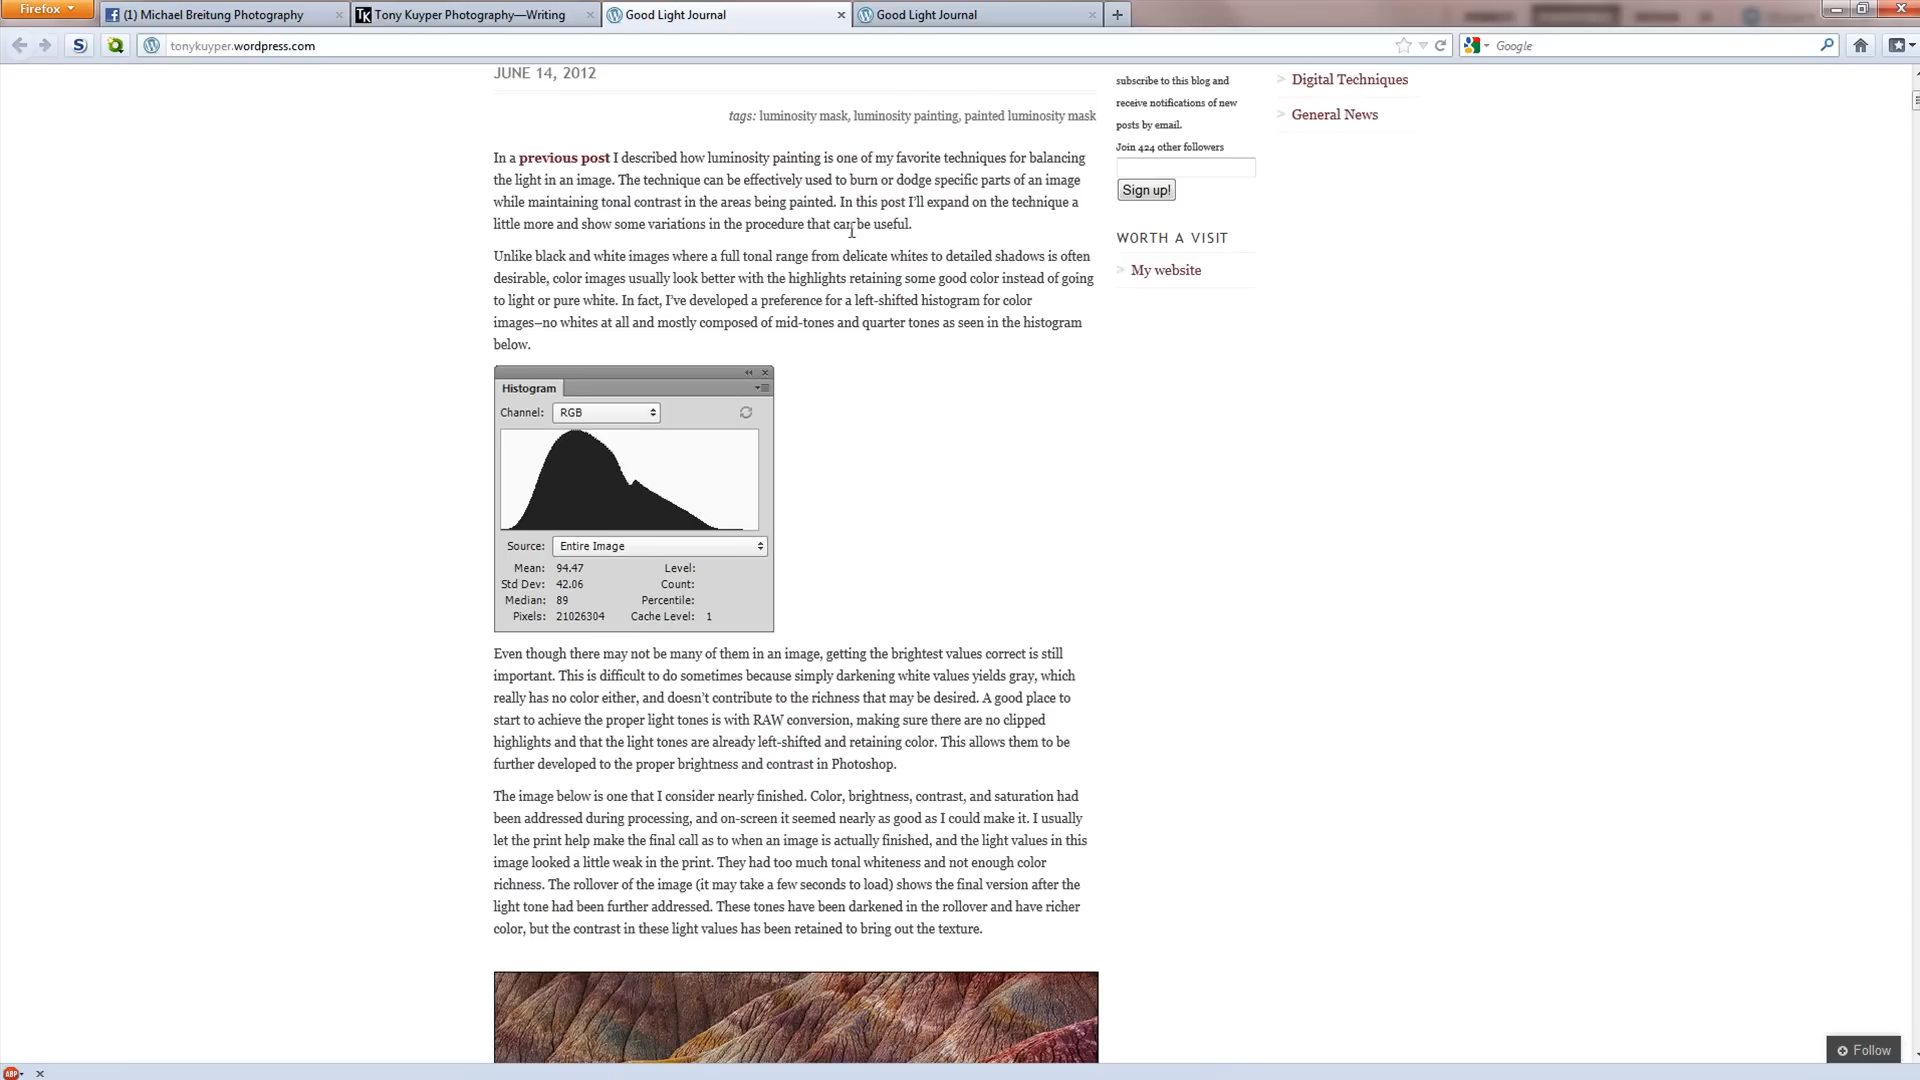 Firefox
(1) Michael Breitung Photography
Tony Kuyper Photography—Writing
Good Light Journal
Good Light Journal
tonykuyper.wordpress.com
Google
JUNE 14, 2012
tags: luminosity mask, luminosity painting, painted luminosity mask
In a previous post I described how luminosity painting is one of my favorite techniques for balancing
the light in an image. The technique can be effectively used to burn or dodge specific parts of an image
while maintaining tonal contrast in the areas being painted. In this post I'll expand on the technique a
little more and show some variations in the procedure that can be useful.
Unlike black and white images where a full tonal range from delicate whites to detailed shadows is often
desirable, color images usually look better with the highlights retaining some good color instead of going
to light or pure white. In fact, I've developed a preference for a left-shifted histogram for color
images–no whites at all and mostly composed of mid-tones and quarter tones as seen in the histogram
below.
Histogram
Channel: RGB
Source: Entire Image
Mean: 94.47 Level:
Std Dev: 42.06 Count:
Median: 89 Percentile:
Pixels: 21026304 Cache Level: 1
Even though there may not be many of them in an image, getting the brightest values correct is still
important. This is difficult to do sometimes because simply darkening white values yields gray, which
really has no color either, and doesn't contribute to the richness that may be desired. A good place to
start to achieve the proper light tones is with RAW conversion, making sure there are no clipped
highlights and that the light tones are already left-shifted and retaining color. This allows them to be
further developed to the proper brightness and contrast in Photoshop.
The image below is one that I consider nearly finished. Color, brightness, contrast, and saturation had
been addressed during processing, and on-screen it seemed nearly as good as I could make it. I usually
let the print help make the final call as to when an image is actually finished, and the light values in this
image looked a little weak in the print. They had too much tonal whiteness and not enough color
richness. The rollover of the image (it may take a few seconds to load) shows the final version after the
light tone had been further addressed. These tones have been darkened in the rollover and have richer
color, but the contrast in these light values has been retained to bring out the texture.
subscribe to this blog and
receive notifications of new
posts by email.
Join 424 other followers
Sign up!
WORTH A VISIT
My website
Digital Techniques
General News
Follow
ABP